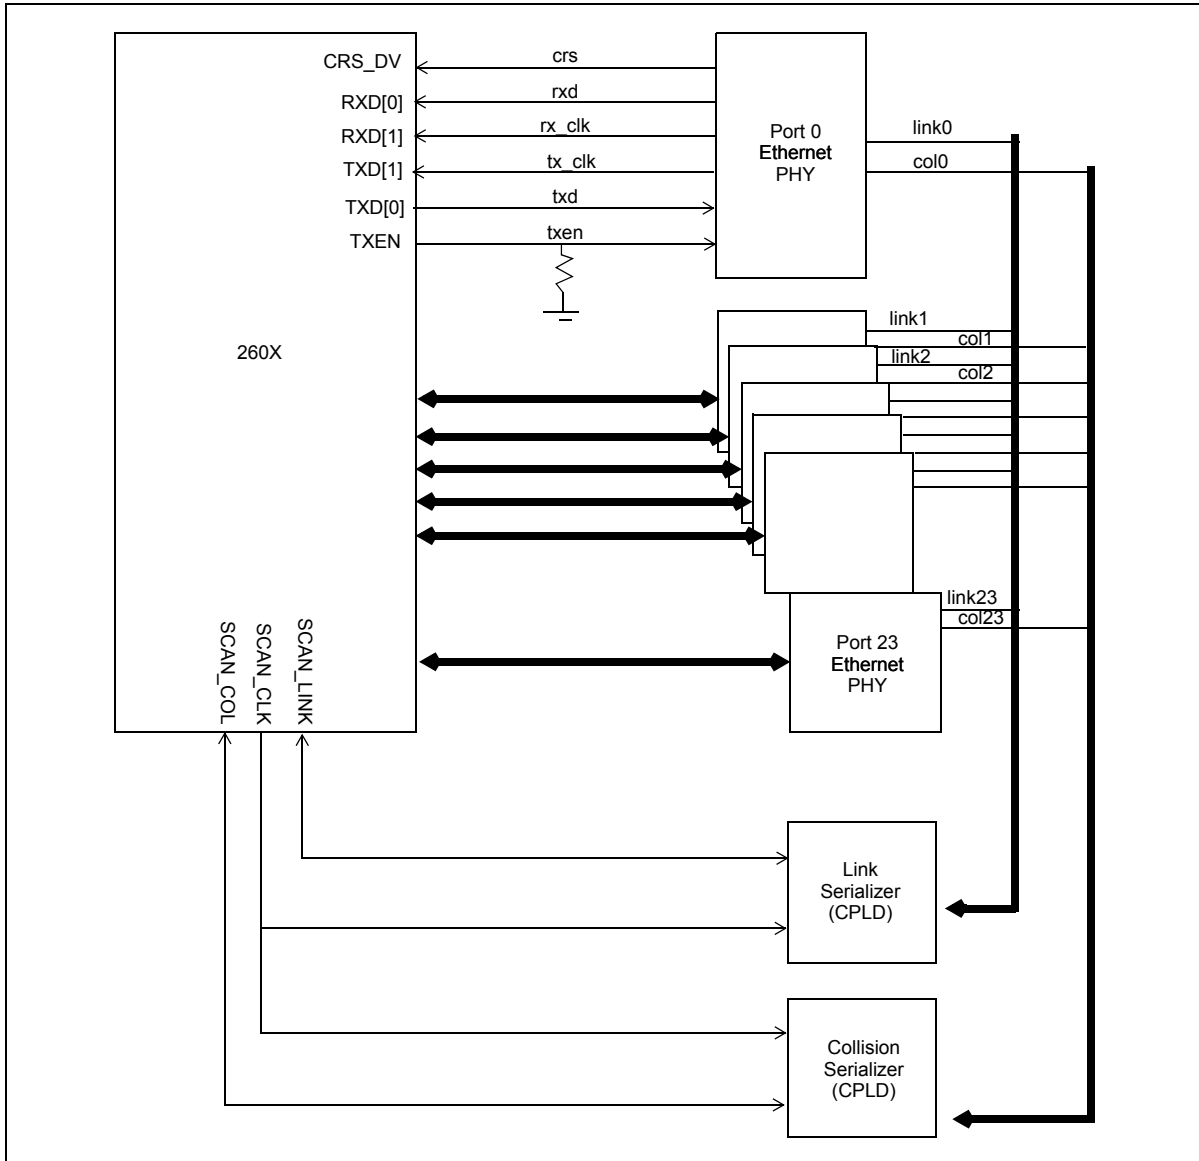 CRS_DV
crs
RXD[0]
rxd
RXD[1]
rx_clk
TXD[1]
tx_clk
TXD[0]
txd
TXEN
txen
Port 0
Ethernet
PHY
link0
col0
260X
link1
col1
link2
col2
link23
col23
Port 23
Ethernet
PHY
SCAN_COL
SCAN_CLK
SCAN_LINK
Link
Serializer
(CPLD)
Collision
Serializer
(CPLD)